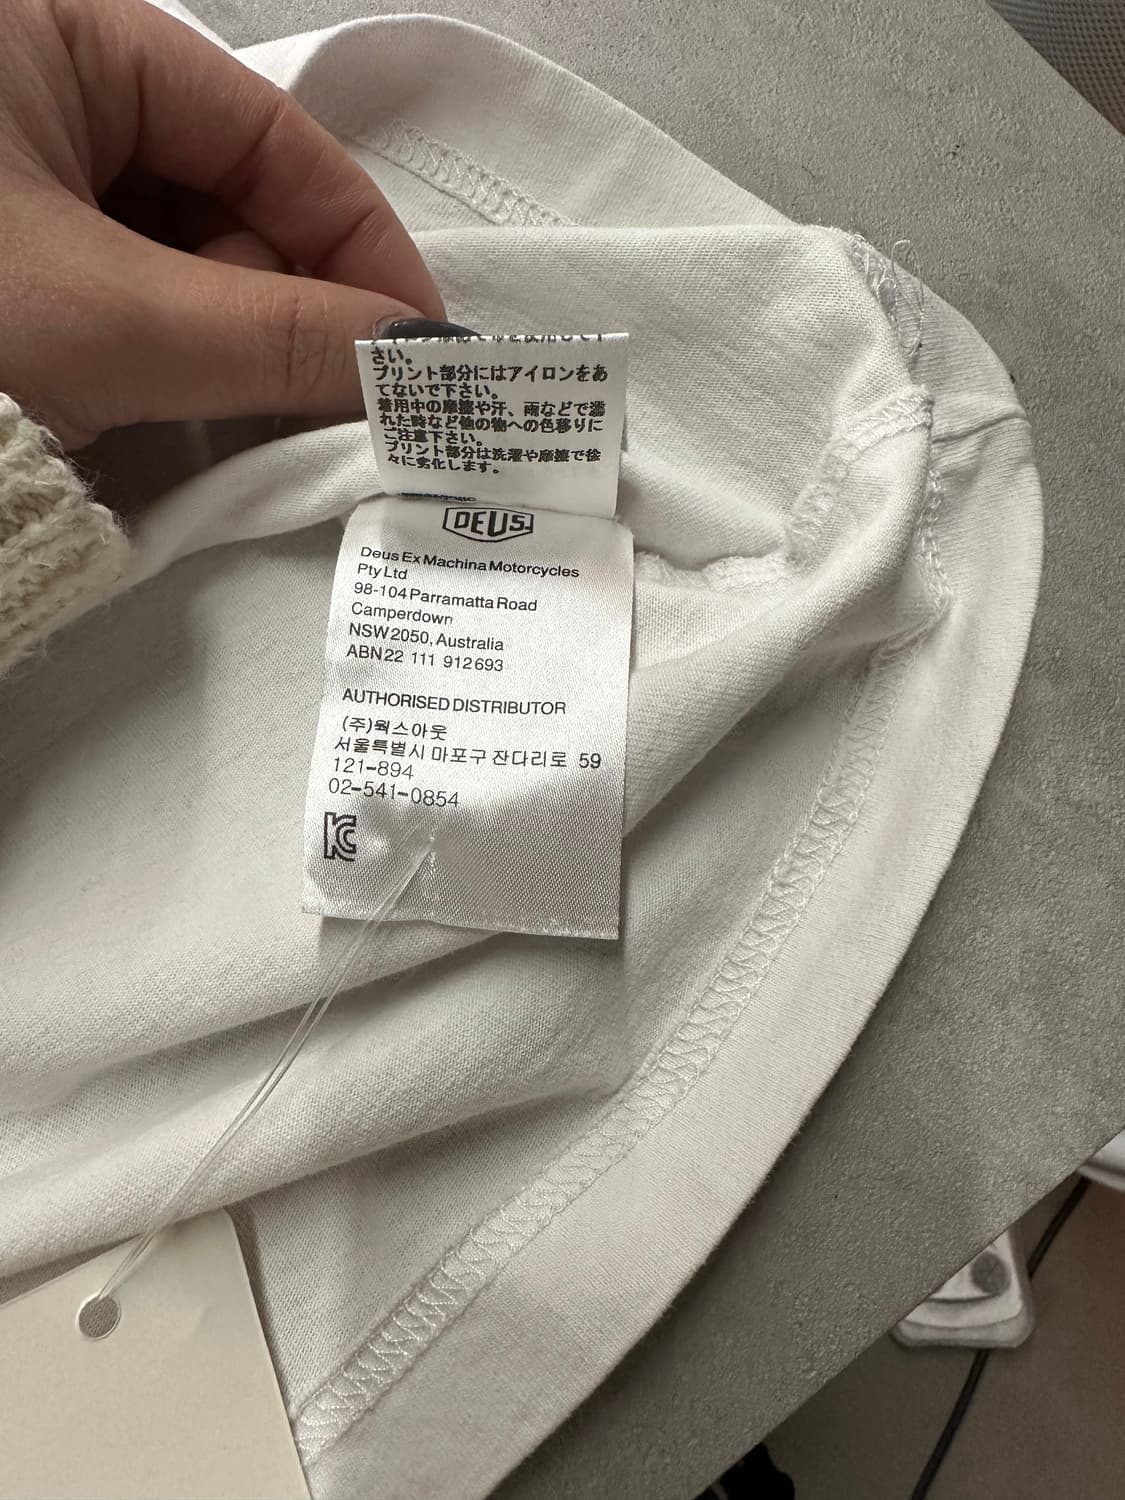 さい。
プリント部分にはアイロンをあ
てないで下さい。
着用中の摩擦や汗、雨などで濡
れた時など他の物への色移りに
ご注意下さい。
プリント部分は洗濯や摩擦で徐
々に劣化します。
DEUS
Deus Ex Machina Motorcycles
Pty Ltd
98-104 Parramatta Road
Camperdown
NSW 2050, Australia
ABN 22 111 912 693
AUTHORISED DISTRIBUTOR
(주)웍스아웃
서울특별시 마포구 잔다리로 59
121-894
02-541-0854